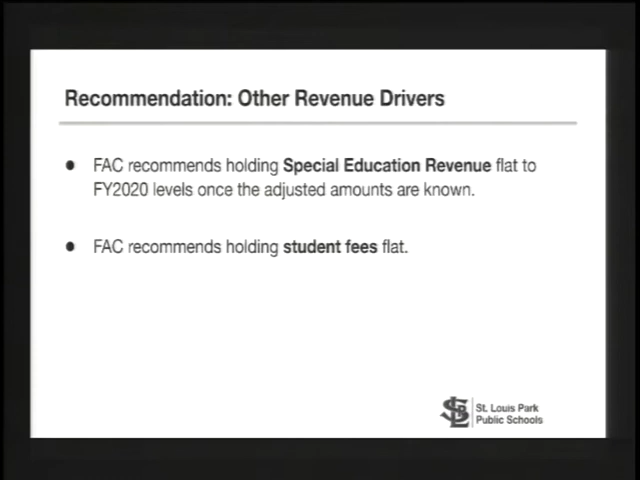 Recommendation: Other Revenue Drivers
● FAC recommends holding Special Education Revenue flat to
FY2020 levels once the adjusted amounts are known.
● FAC recommends holding student fees flat.
St. Louis Park
Public Schools